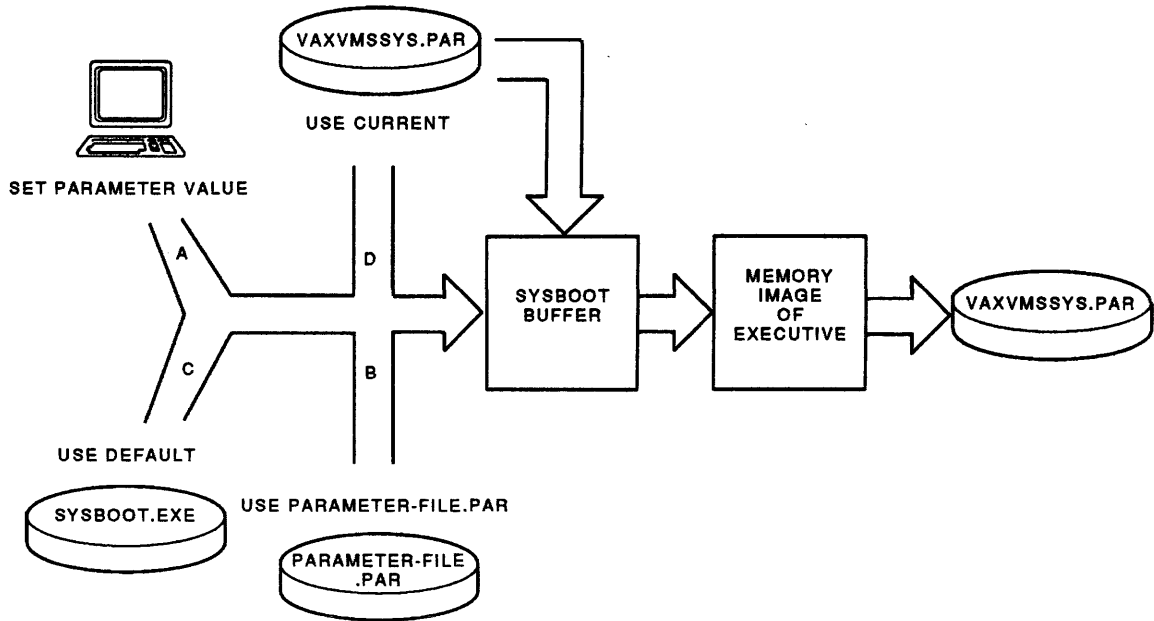 VAXVMSSYS.PAR
USE CURRENT
SET PARAMETER VALUE
A
D
SYSBOOT
BUFFER
MEMORY
IMAGE
OF
EXECUTIVE
VAXVMSSYS.PAR
C
B
USE DEFAULT
SYSBOOT.EXE
USE PARAMETER-FILE.PAR
PARAMETER-FILE
.PAR